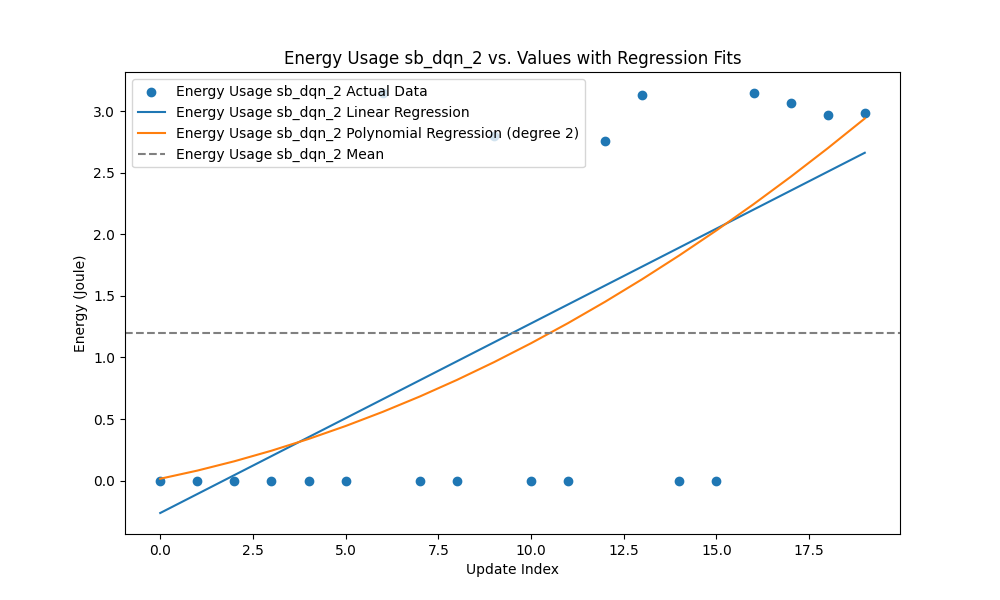 Energy Usage sb_dqn_2 vs. Values with Regression Fits
Energy Usage sb_dqn_2 Actual Data
Energy Usage sb_dqn_2 Linear Regression
Energy Usage sb_dqn_2 Polynomial Regression (degree 2)
Energy Usage sb_dqn_2 Mean
Energy (Joule)
3.0
2.5
2.0
1.5
1.0
0.5
0.0
0.0 2.5 5.0 7.5 10.0 12.5 15.0 17.5
Update Index